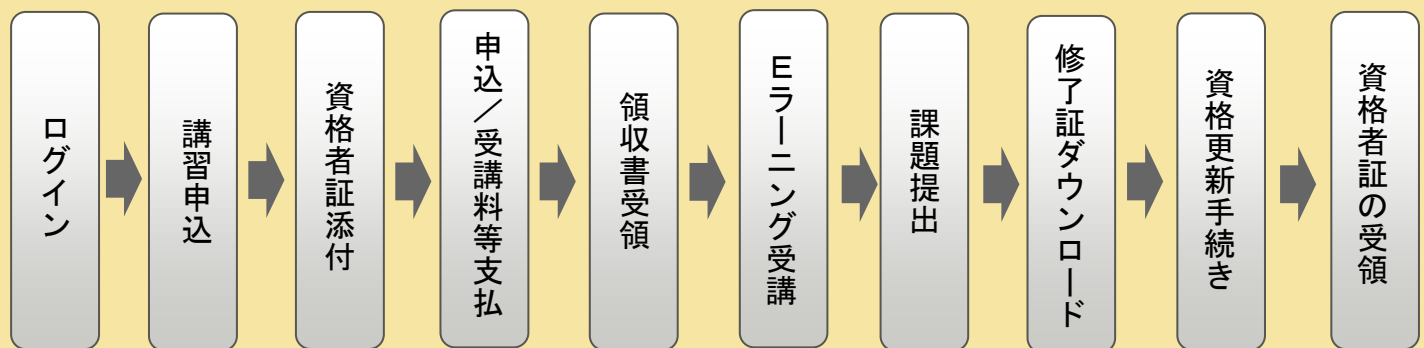 ログイン
講習申込
資格者証添付
申込／受講料等支払
領収書受領
Eラーニング受講
課題提出
修了証ダウンロード
資格更新手続き
資格者証の受領